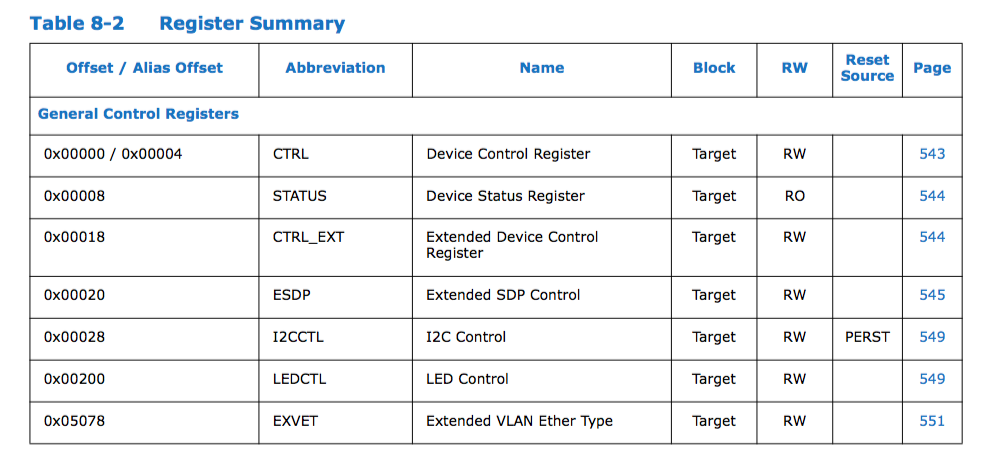 Table 8-2 Register Summary
Offset / Alias Offset Abbreviation Name Block RW Reset Source Page
General Control Registers
0x00000 / 0x00004 CTRL Device Control Register Target RW 543
0x00008 STATUS Device Status Register Target RO 544
0x00018 CTRL_EXT Extended Device Control Register Target RW 544
0x00020 ESDP Extended SDP Control Target RW 545
0x00028 I2CCTL I2C Control Target RW PERST 549
0x00200 LEDCTL LED Control Target RW 549
0x05078 EXVET Extended VLAN Ether Type Target RW 551